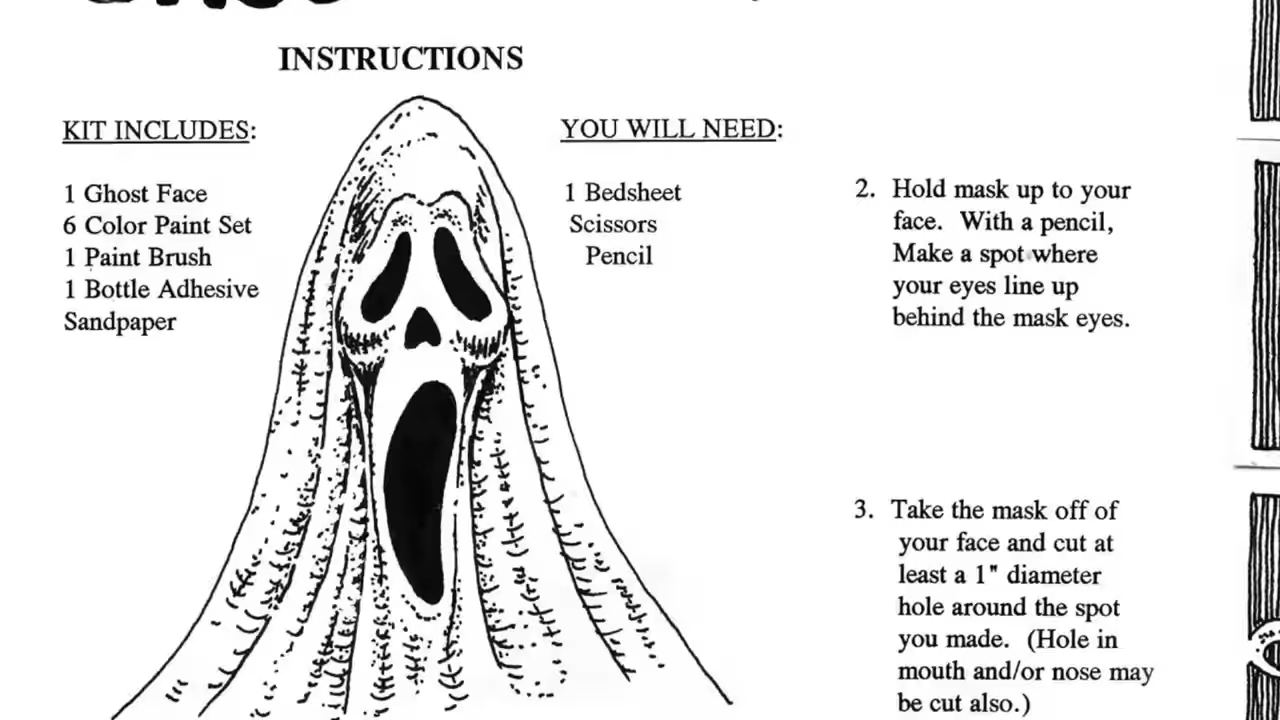 INSTRUCTIONS
KIT INCLUDES:
1 Ghost Face
6 Color Paint Set
1 Paint Brush
1 Bottle Adhesive
Sandpaper
YOU WILL NEED:
1 Bedsheet
Scissors
Pencil
2. Hold mask up to your
face. With a pencil,
Make a spot where
your eyes line up
behind the mask eyes.
3. Take the mask off of
your face and cut at
least a 1" diameter
hole around the spot
you made. (Hole in
mouth and/or nose may
be cut also.)